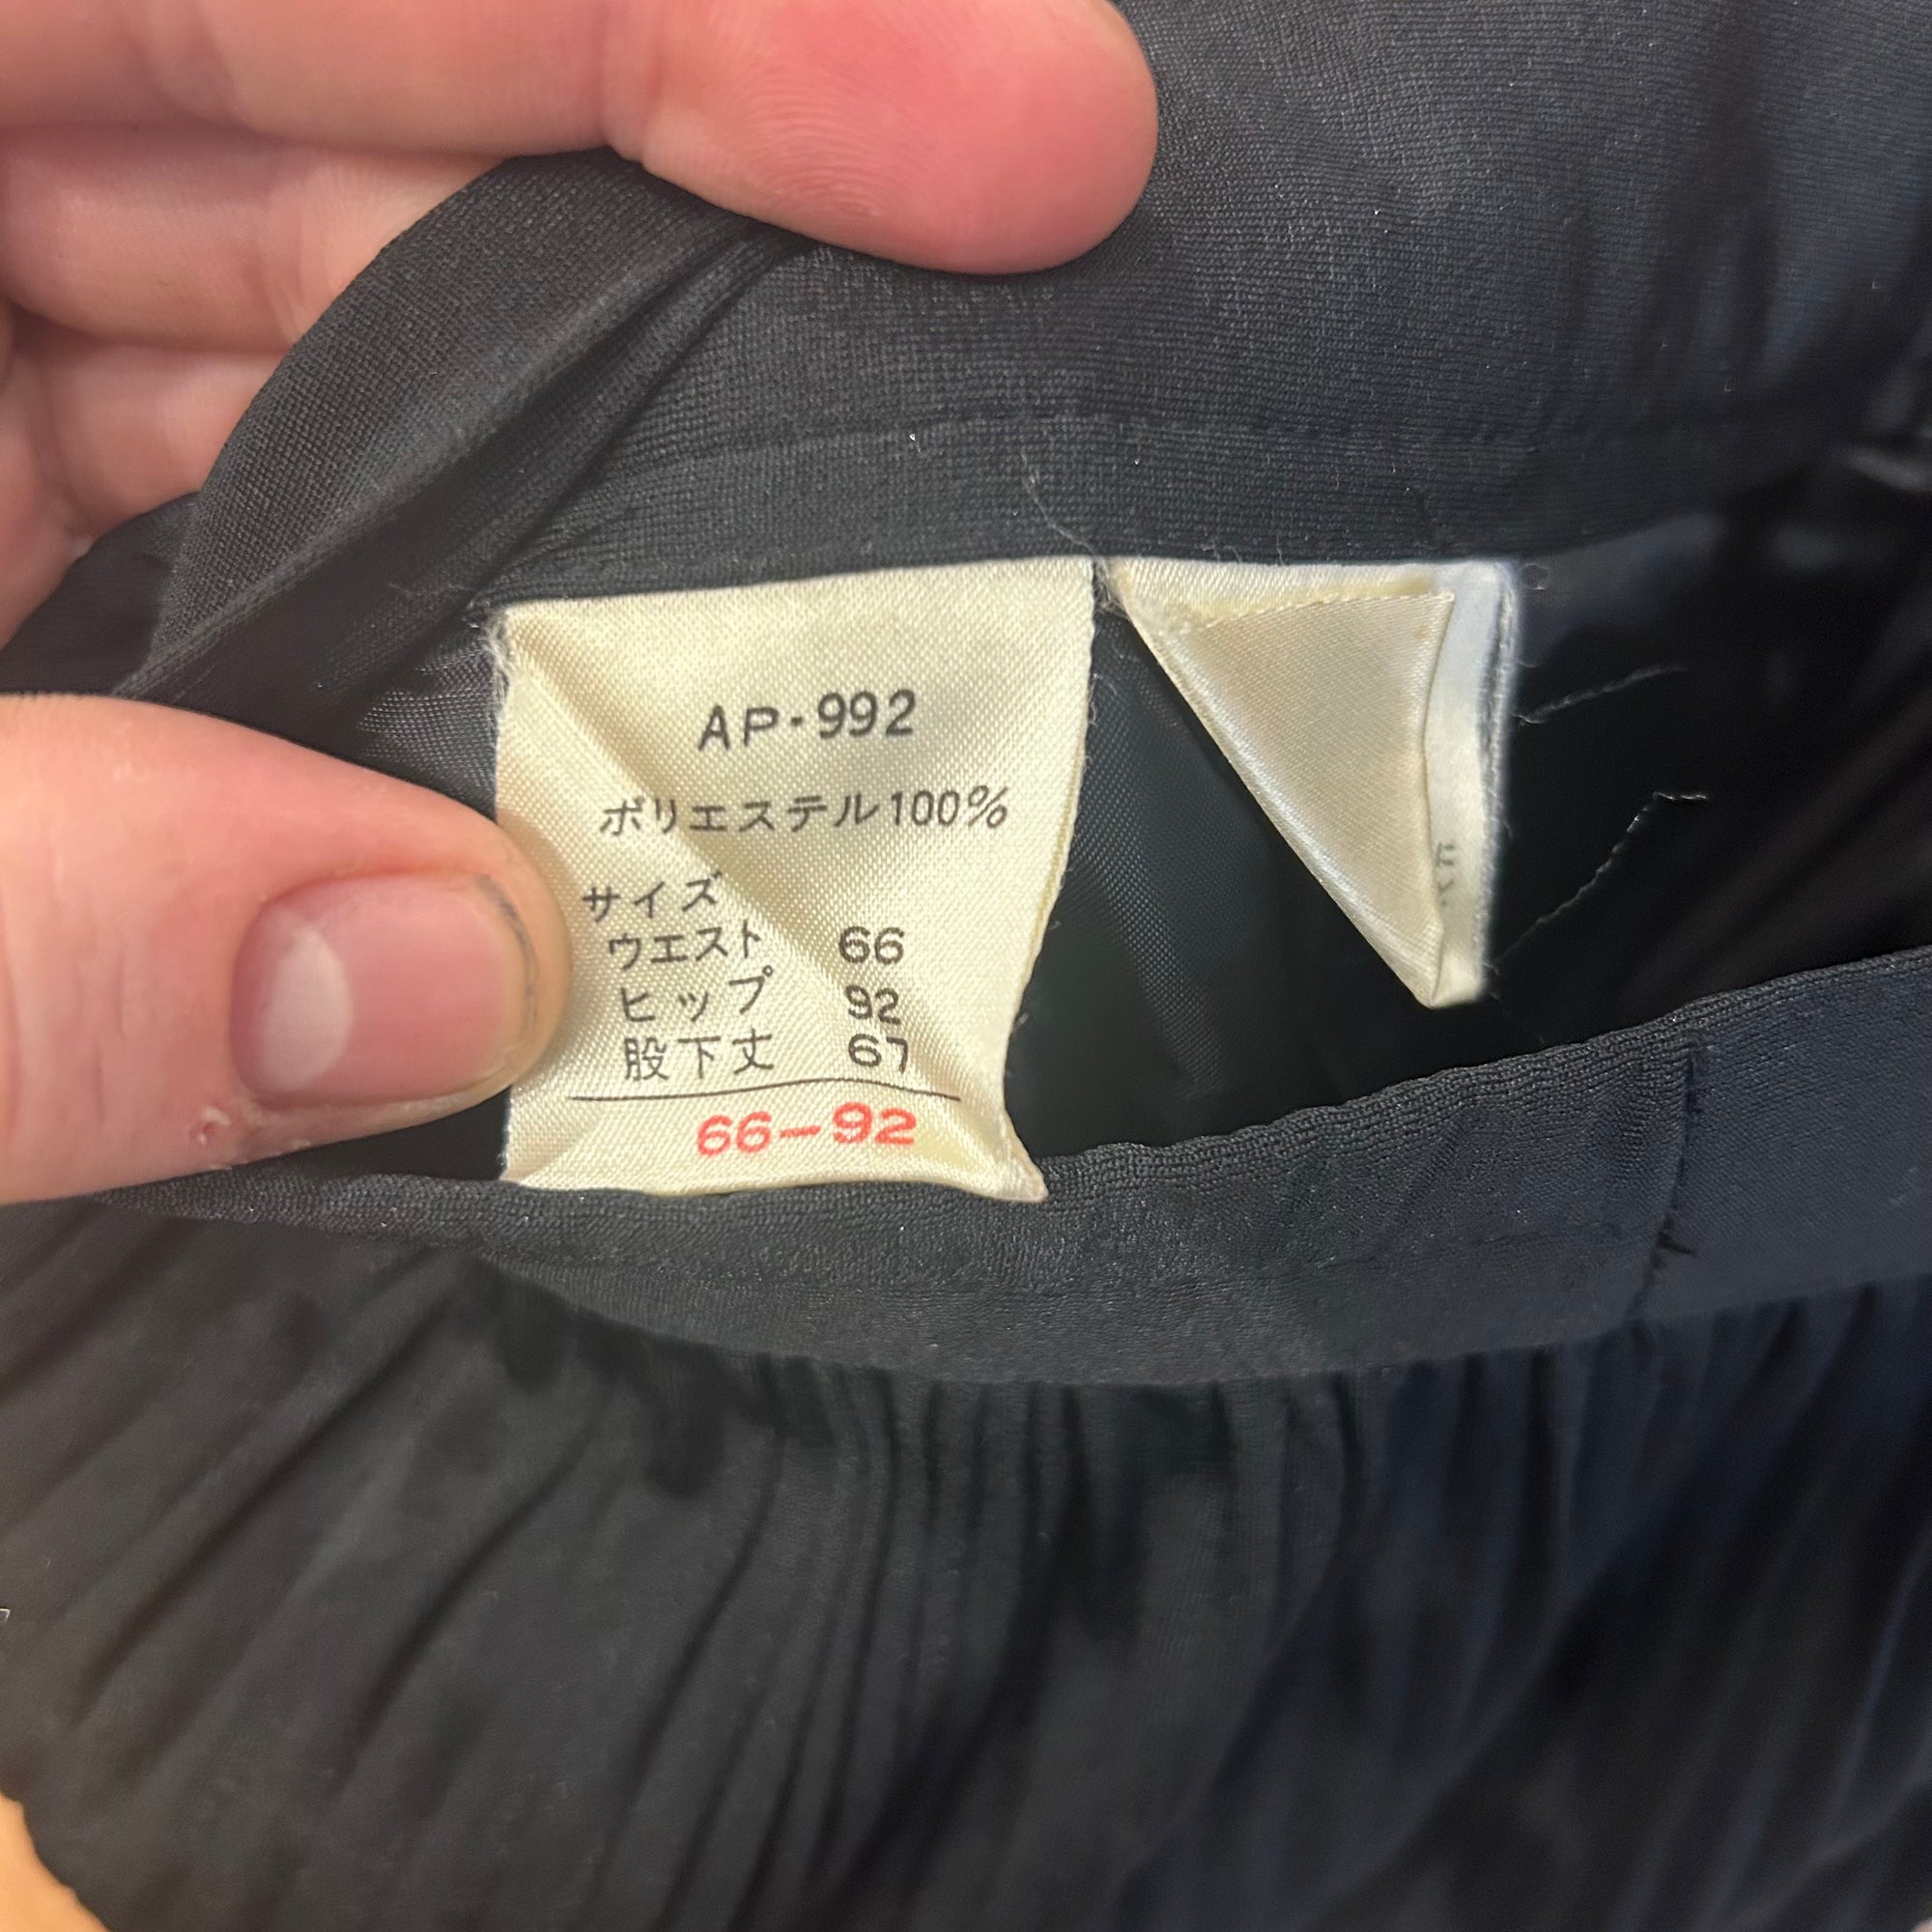 AP-992
ポリエステル100%
サイズ
ウエスト 66
ヒップ 92
股下丈 67
66-92